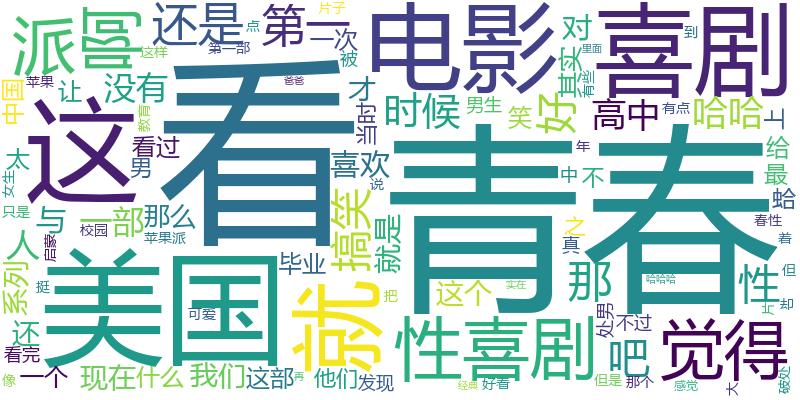 派
啊
还是
点
第一
片子
一次
第一部
被
电影
对
到
里面
其实
有些
喜剧
苹果
这样
中国
让
没有
爸爸
才
当时
时候
男生
笑
好
高中
有点
哈哈
上
教育
这
看
青春
太
女生
看过
男
喜欢
说
搞笑
就是
年
中
不
给
最
蛤
只是
与
一部
那么
校园
苹果派
启蒙
人
系列
之
真
春性
着
但
还
挺
美国
可爱
毕业
就
把
这个
实在
那
哈哈哈
性
片
却
看完
像
一个
现在
什么
我们
这部
再
他们
发现
性喜剧
经典
好看
处男
不过
吧
但是
那个
觉得
感觉
大
破处